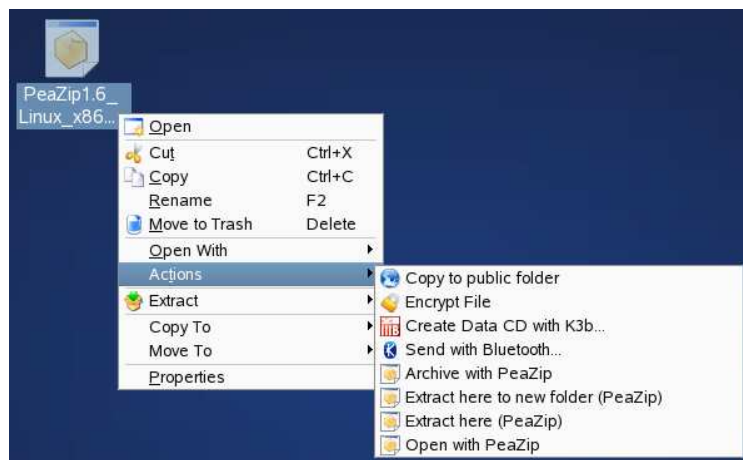 PeaZip1.6_
Linux_x86...
Open
Cut Ctrl+X
Copy Ctrl+C
Rename F2
Move to Trash Delete
Open With
Actions
Extract
Copy To
Move To
Properties
Copy to public folder
Encrypt File
Create Data CD with K3b...
Send with Bluetooth...
Archive with PeaZip
Extract here to new folder (PeaZip)
Extract here (PeaZip)
Open with PeaZip